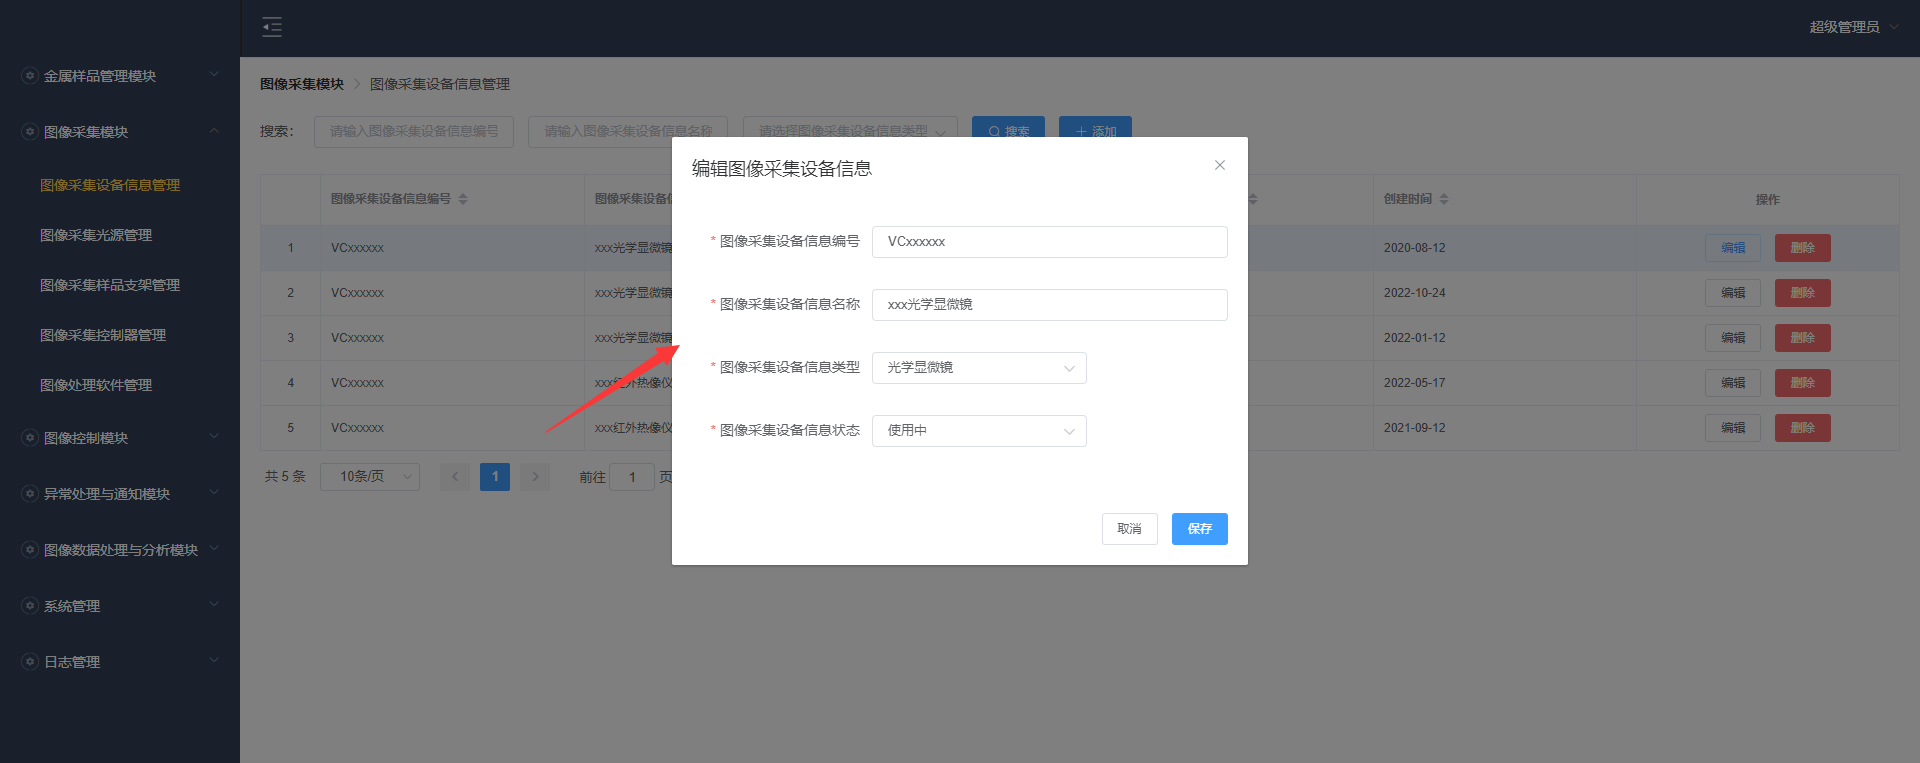 超级管理员
金属样品管理模块
图像采集模块
图像采集设备信息管理
图像采集光源管理
图像采集样品支架管理
图像采集控制器管理
图像处理软件管理
图像控制模块
异常处理与通知模块
图像数据处理与分析模块
系统管理
日志管理
图像采集模块 > 图像采集设备信息管理
搜索: 请输入图像采集设备信息编号 请输入图像采集设备信息名称 请选择图像采集设备信息类型 搜索 + 添加
图像采集设备信息编号 图像采集设备信 创建时间 操作
1 VCxxxxxx xxx光学显微镜 2020-08-12 编辑 删除
2 VCxxxxxx xxx光学显微镜 2022-10-24 编辑 删除
3 VCxxxxxx xxx光学显微镜 2022-01-12 编辑 删除
4 VCxxxxxx xxx红外热像仪 2022-05-17 编辑 删除
5 VCxxxxxx xxx红外热像仪 2021-09-12 编辑 删除
共 5 条 10条/页 < 1 > 前往 1 页
编辑图像采集设备信息
* 图像采集设备信息编号 VCxxxxxx
* 图像采集设备信息名称 xxx光学显微镜
* 图像采集设备信息类型 光学显微镜
* 图像采集设备信息状态 使用中
取消 保存